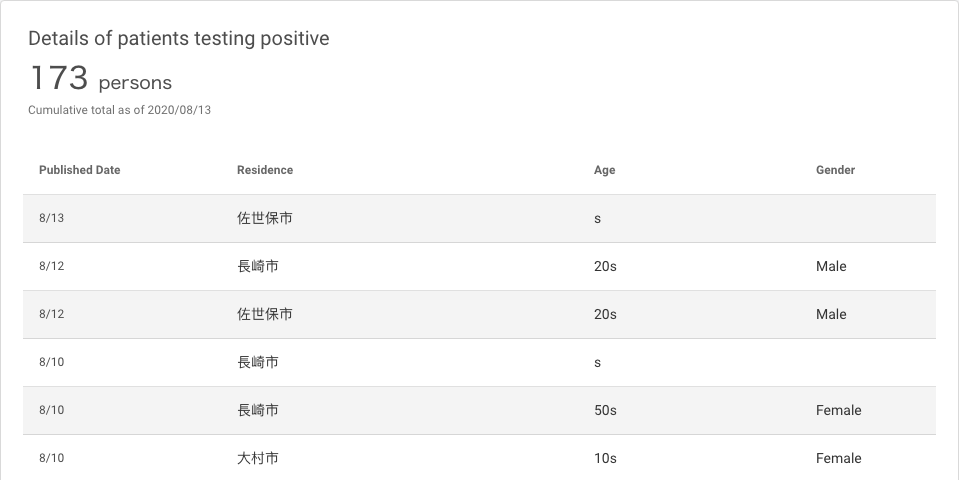 Details of patients testing positive
173 persons
Cumulative total as of 2020/08/13
Published Date Residence Age Gender
8/13 佐世保市 s
8/12 長崎市 20s Male
8/12 佐世保市 20s Male
8/10 長崎市 s
8/10 長崎市 50s Female
8/10 大村市 10s Female